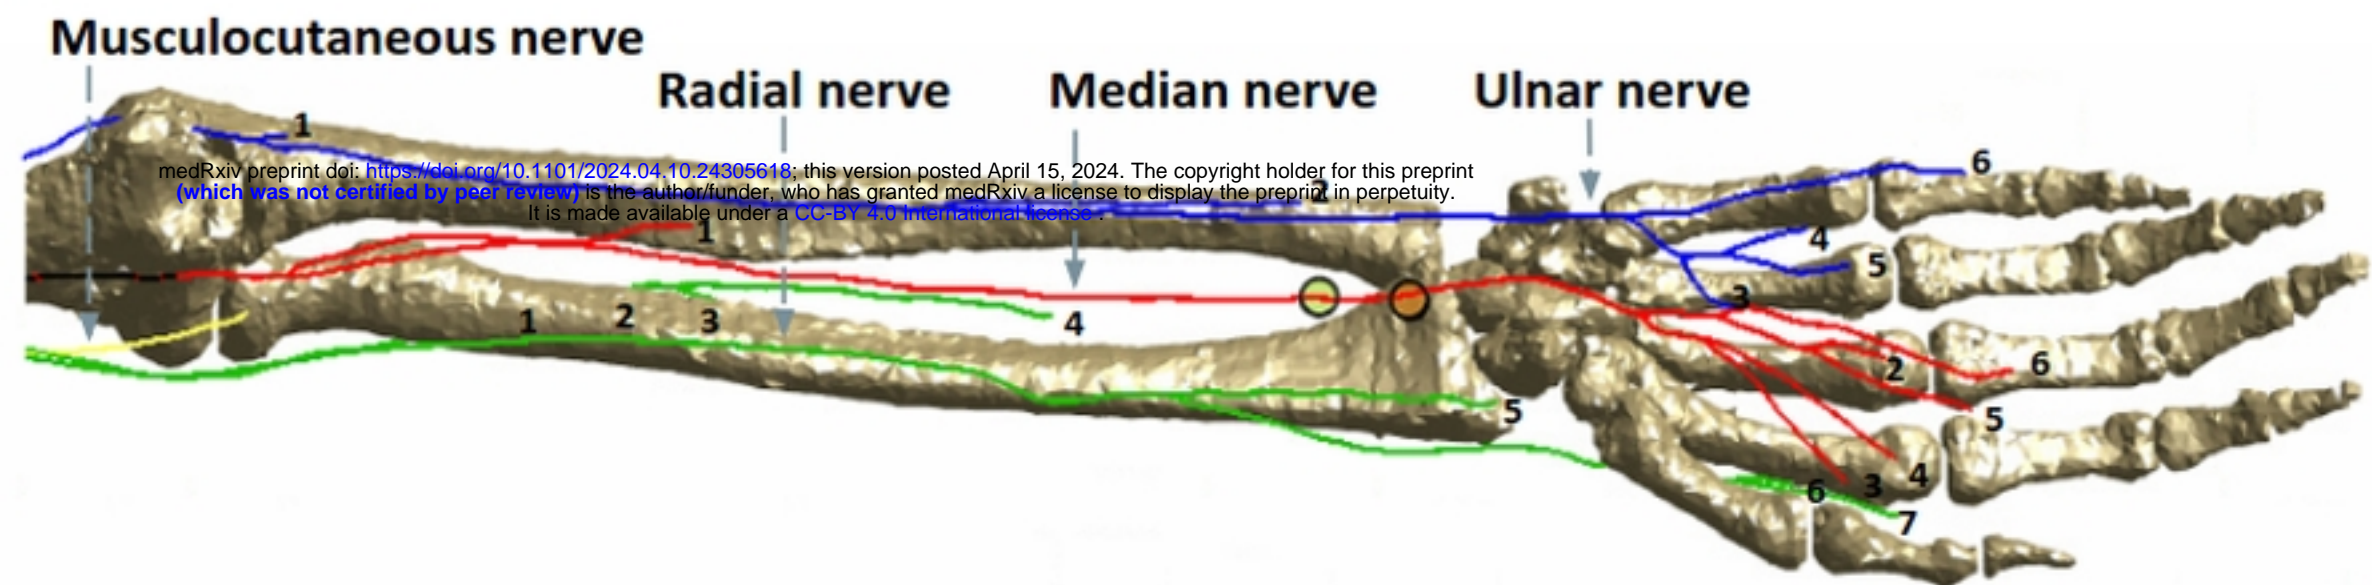 Musculocutaneous nerve
Radial nerve
Median nerve
Ulnar nerve
1
medRxiv preprint doi: https://doi.org/10.1101/2024.04.10.24305618; this version posted April 15, 2024. The copyright holder for this preprint
(which was not certified by peer review) is the author/funder, who has granted medRxiv a license to display the preprint in perpetuity.
It is made available under a CC-BY 4.0 International license .
2
6
1
4
5
3
1
2
3
4
2
6
5
5
4
3
6
7